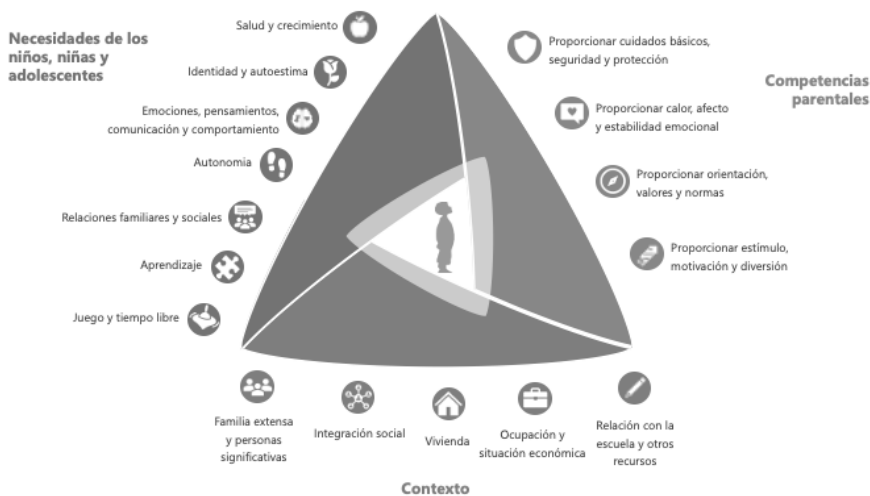 Necesidades de los
niños, niñas y
adolescentes
Salud y crecimiento
Identidad y autoestima
Emociones, pensamientos,
comunicación y comportamiento
Autonomia
Relaciones familiares y sociales
Aprendizaje
Juego y tiempo libre
Competencias
parentales
Proporcionar cuidados básicos,
seguridad y protección
Proporcionar calor, afecto
y estabilidad emocional
Proporcionar orientación,
valores y normas
Proporcionar estímulo,
motivación y diversión
Familia extensa
y personas
significativas
Integración social
Vivienda
Ocupación y
situación económica
Relación con la
escuela y otros
recursos
Contexto